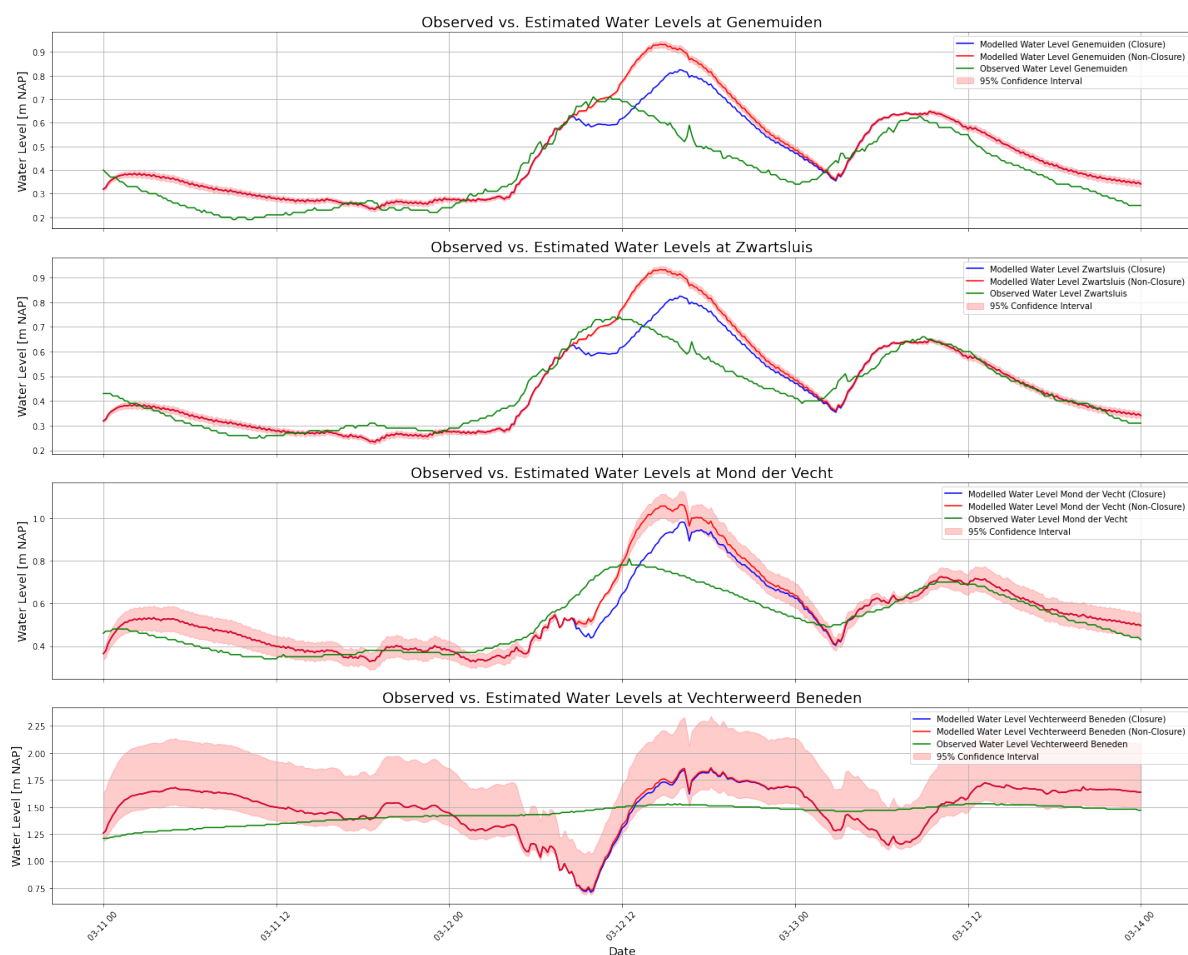 Observed vs. Estimated Water Levels at Genemuiden
Water Level [m NAP]
0.9
0.8
0.7
0.6
0.5
0.4
0.3
0.2
Modelled Water Level Genemuiden (Closure)
Modelled Water Level Genemuiden (Non-Closure)
Observed Water Level Genemuiden
95% Confidence Interval
Observed vs. Estimated Water Levels at Zwartsluis
Water Level [m NAP]
0.9
0.8
0.7
0.6
0.5
0.4
0.3
0.2
Modelled Water Level Zwartsluis (Closure)
Modelled Water Level Zwartsluis (Non-Closure)
Observed Water Level Zwartsluis
95% Confidence Interval
Observed vs. Estimated Water Levels at Mond der Vecht
Water Level [m NAP]
1.0
0.8
0.6
0.4
Modelled Water Level Mond der Vecht (Closure)
Modelled Water Level Mond der Vecht (Non-Closure)
Observed Water Level Mond der Vecht
95% Confidence Interval
Observed vs. Estimated Water Levels at Vechterweerd Beneden
Water Level [m NAP]
2.25
2.00
1.75
1.50
1.25
1.00
0.75
Modelled Water Level Vechterweerd Beneden (Closure)
Modelled Water Level Vechterweerd Beneden (Non-Closure)
Observed Water Level Vechterweerd Beneden
95% Confidence Interval
03-11 00
03-11 12
03-12 00
03-12 12
03-13 00
03-13 12
03-14 00
Date